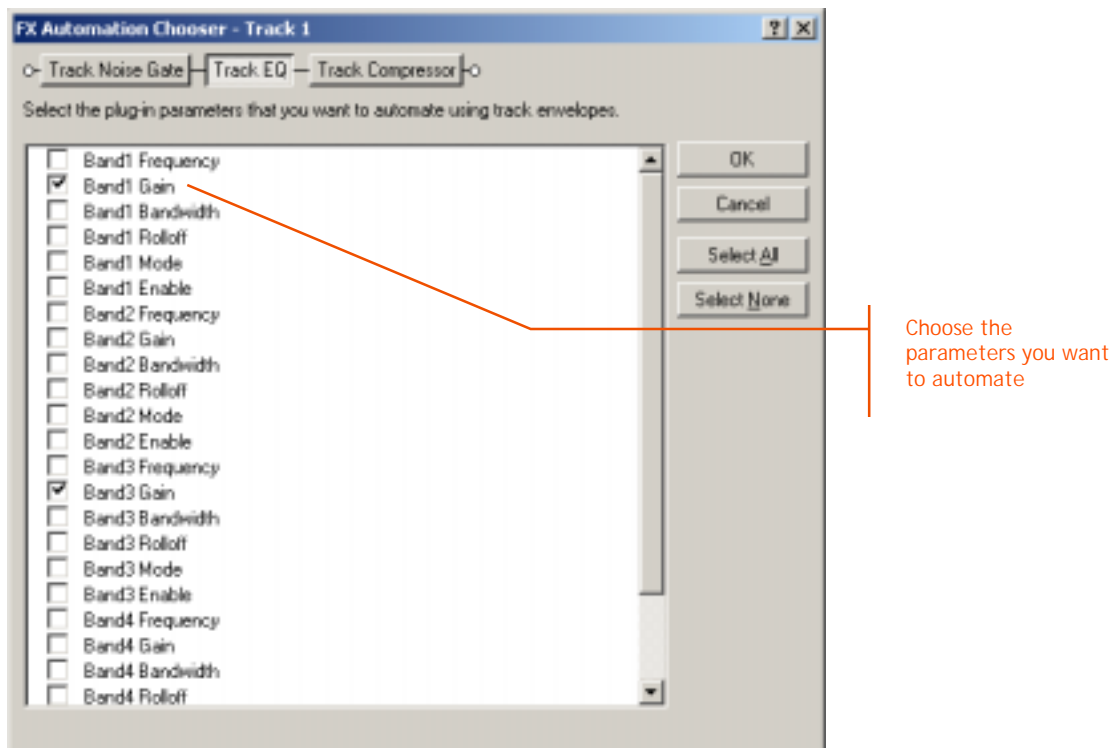 FX Automation Chooser - Track 1
Track Noise Gate Track EQ Track Compressor
Select the plug-in parameters that you want to automate using track envelopes.
Band1 Frequency
Band1 Gain
Band1 Bandwidth
Band1 Rolloff
Band1 Mode
Band1 Enable
Band2 Frequency
Band2 Gain
Band2 Bandwidth
Band2 Rolloff
Band2 Mode
Band2 Enable
Band3 Frequency
Band3 Gain
Band3 Bandwidth
Band3 Rolloff
Band3 Mode
Band3 Enable
Band4 Frequency
Band4 Gain
Band4 Bandwidth
Band4 Rolloff
OK
Cancel
Select All
Select None
Choose the
parameters you want
to automate